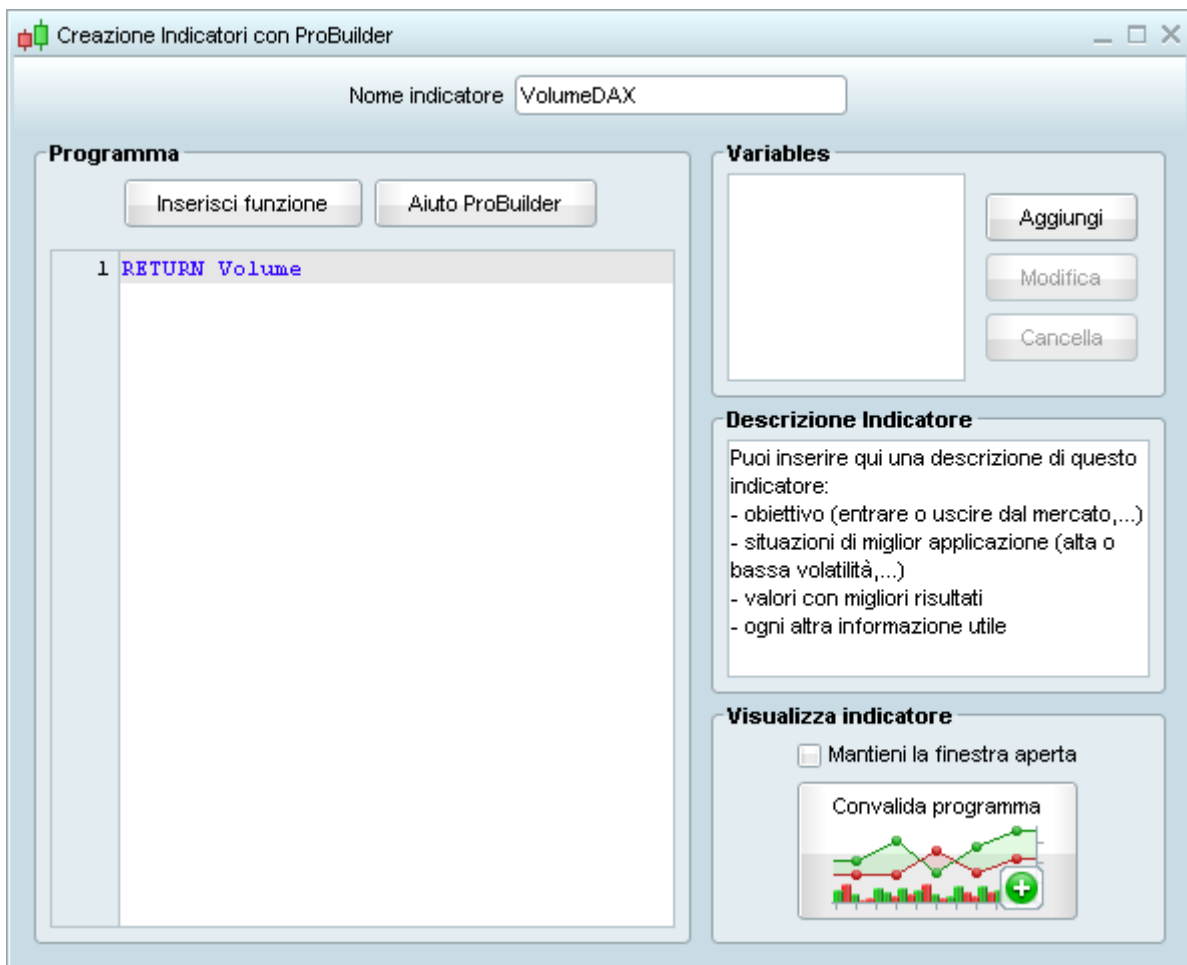 Creazione Indicatori con ProBuilder
Nome indicatore VolumeDAX
Programma
Inserisci funzione Aiuto ProBuilder
1 RETURN Volume
Variables
Aggiungi
Modifica
Cancella
Descrizione Indicatore
Puoi inserire qui una descrizione di questo
indicatore:
- obiettivo (entrare o uscire dal mercato,...)
- situazioni di miglior applicazione (alta o
bassa volatilità,...)
- valori con migliori risultati
- ogni altra informazione utile
Visualizza indicatore
Mantieni la finestra aperta
Convalida programma